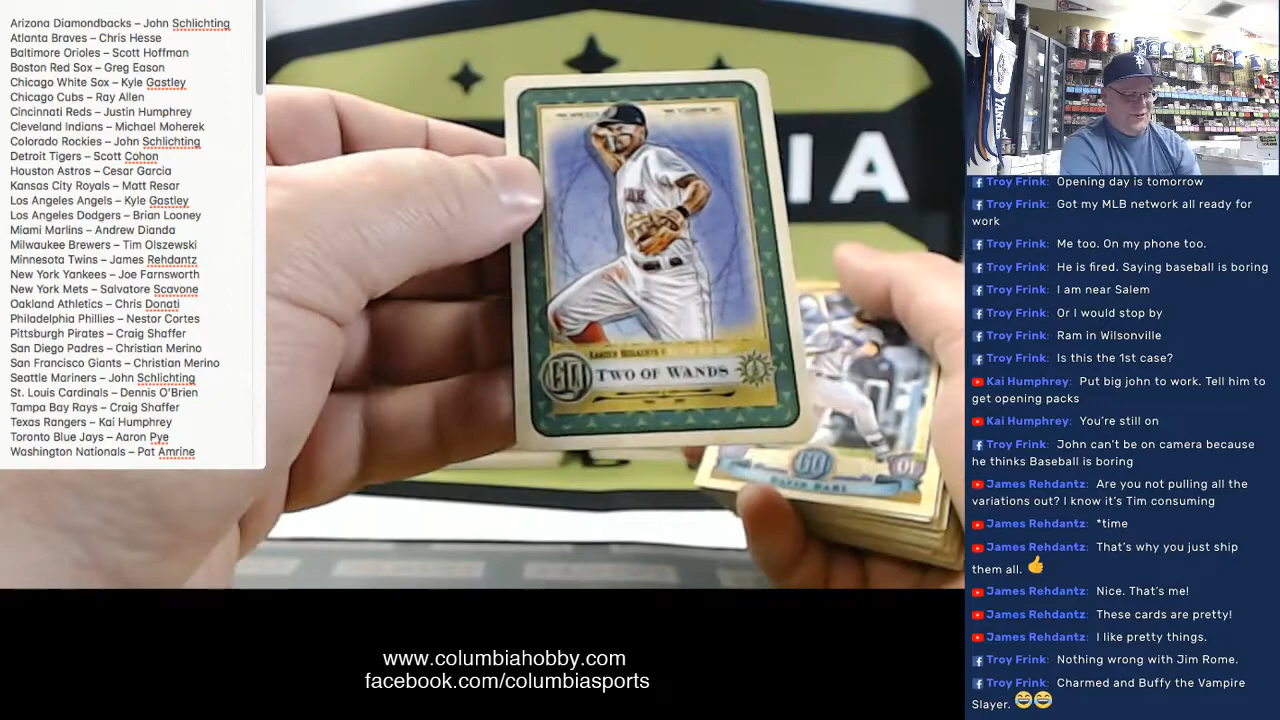 Arizona Diamondbacks – John Schlichting
Atlanta Braves – Chris Hesse
Baltimore Orioles – Scott Hoffman
Boston Red Sox – Greg Eason
Chicago White Sox – Kyle Gastley
Chicago Cubs – Ray Allen
Cincinnati Reds – Justin Humphrey
Cleveland Indians – Michael Moherek
Colorado Rockies – John Schlichting
Detroit Tigers – Scott Cohon
Houston Astros – Cesar Garcia
Kansas City Royals – Matt Resar
Los Angeles Angels – Kyle Gastley
Los Angeles Dodgers – Brian Looney
Miami Marlins – Andrew Dianda
Milwaukee Brewers – Tim Olszewski
Minnesota Twins – James Rehdantz
New York Yankees – Joe Farnsworth
New York Mets – Salvatore Scavone
Oakland Athletics – Chris Donati
Philadelphia Phillies – Nestor Cortes
Pittsburgh Pirates – Craig Shaffer
San Diego Padres – Christian Merino
San Francisco Giants – Christian Merino
Seattle Mariners – John Schlichting
St. Louis Cardinals – Dennis O'Brien
Tampa Bay Rays – Craig Shaffer
Texas Rangers – Kai Humphrey
Toronto Blue Jays – Aaron Pye
Washington Nationals – Pat Amrine
IA
TWO OF WANDS
www.columbiahobby.com
facebook.com/columbiasports
Troy Frink: Opening day is tomorrow
Troy Frink: Got my MLB network all ready for
work
Troy Frink: Me too. On my phone too.
Troy Frink: He is fired. Saying baseball is boring
Troy Frink: I am near Salem
Troy Frink: Or I would stop by
Troy Frink: Ram in Wilsonville
Troy Frink: Is this the 1st case?
Kai Humphrey: Put big john to work. Tell him to
get opening packs
Kai Humphrey: You're still on
Troy Frink: John can't be on camera because
he thinks Baseball is boring
James Rehdantz: Are you not pulling all the
variations out? I know it's Tim consuming
James Rehdantz: *time
James Rehdantz: That's why you just ship
them all. 👍
James Rehdantz: Nice. That's me!
James Rehdantz: These cards are pretty!
James Rehdantz: I like pretty things.
Troy Frink: Nothing wrong with Jim Rome.
Troy Frink: Charmed and Buffy the Vampire
Slayer. 😂😂